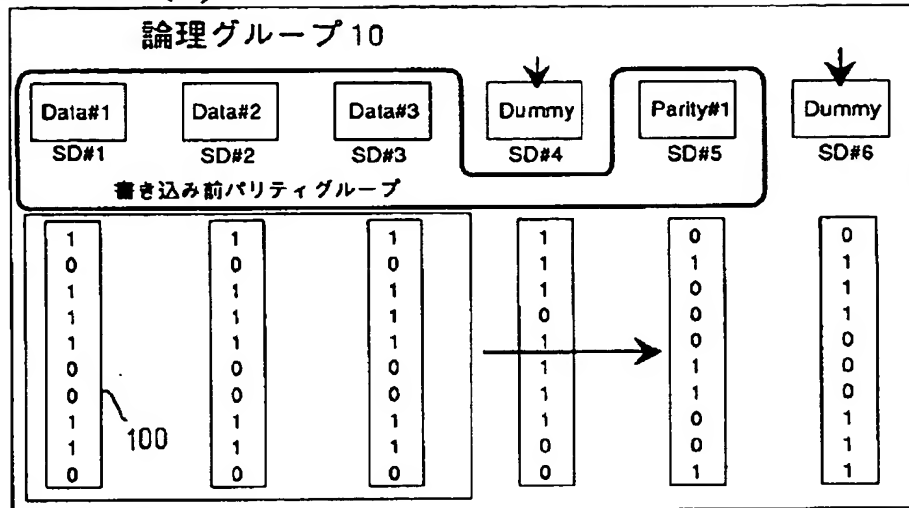 論理グループ10
Data#1 Data#2 Data#3 Dummy Parity#1 Dummy
SD#1 SD#2 SD#3 SD#4 SD#5 SD#6
書き込み前パリティグループ
1 1 1 1 0 0
0 0 0 1 1 1
1 1 1 1 0 1
1 1 1 0 0 1
1 1 1 1 0 0
0 0 0 1 1 0
0 0 0 1 1 0
1 1 1 1 0 1
1 1 1 0 0 1
0 0 0 0 1 1
100